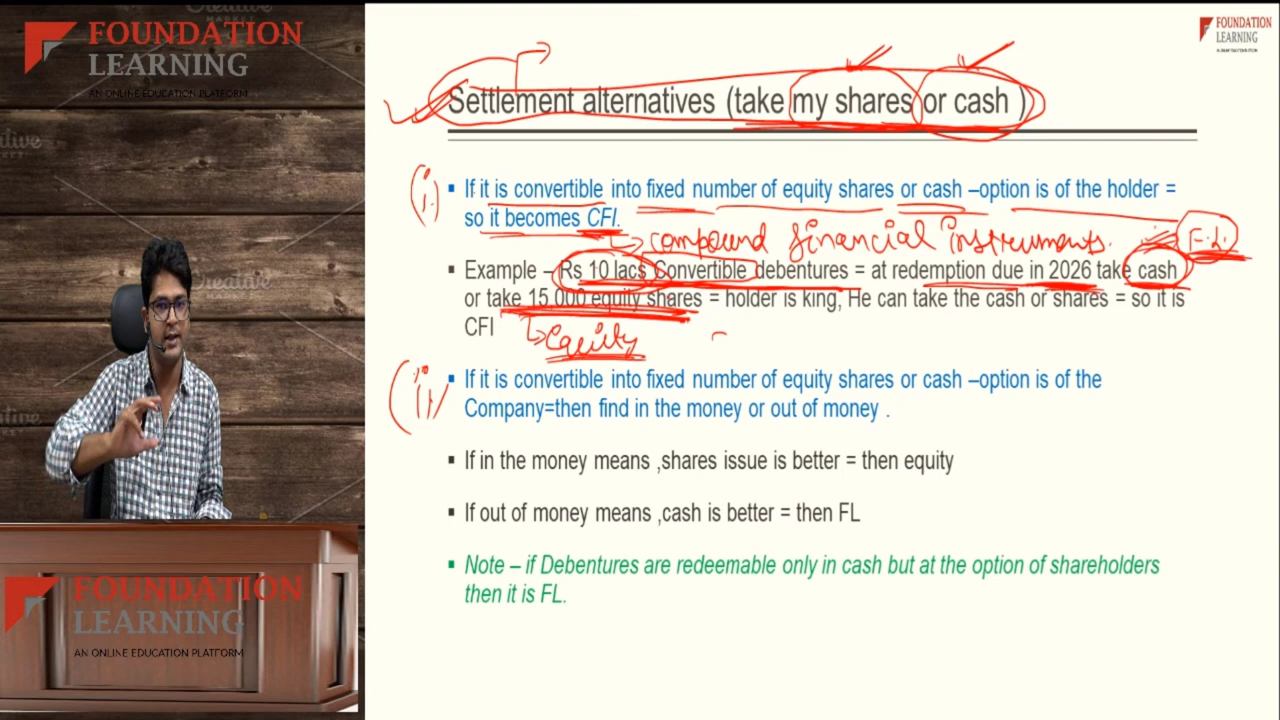 FOUNDATION
LEARNING
AN ONLINE EDUCATION PLATFORM
FOUNDATION
LEARNING
Settlement alternatives (take my shares or cash )
(i)
▪ If it is convertible into fixed number of equity shares or cash –option is of the holder =
so it becomes CFI.
compound financial instruments.
F.L.
▪ Example – Rs 10 lacs Convertible debentures = at redemption due in 2026 take cash
or take 15,000 equity shares = holder is king, He can take the cash or shares = so it is
CFI
Equity
(ii)
▪ If it is convertible into fixed number of equity shares or cash –option is of the
Company=then find in the money or out of money .
▪ If in the money means ,shares issue is better = then equity
▪ If out of money means ,cash is better = then FL
▪ Note – if Debentures are redeemable only in cash but at the option of shareholders
then it is FL.
FOUNDATION
LEARNING
AN ONLINE EDUCATION PLATFORM